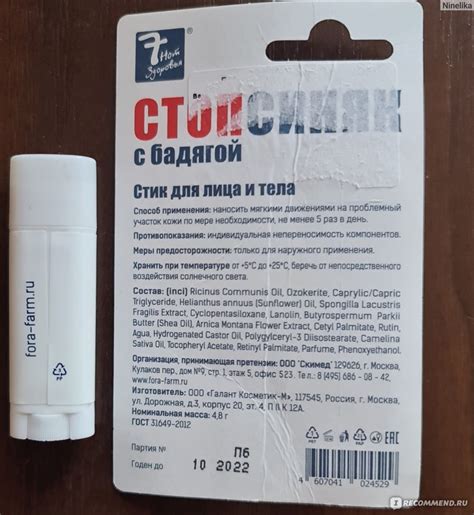 Ninelika
7 Нот
Здоровья
СТОПСИНЯК
с бадягой
Стик для лица и тела
Способ применения: наносить мягкими движениями на проблемный
участок кожи по мере необходимости, не менее 5 раз в день.
Противопоказания: индивидуальная непереносимость компонентов.
Меры предосторожности: только для наружного применения.
Хранить при температуре от +5°С до +25°С, беречь от непосредственного
воздействия солнечного света.
Состав: (inci) Ricinus Communis Oil, Ozokerite, Caprylic/Capric
Triglyceride, Helianthus annuus (Sunflower) Oil, Spongilla Lacustris
Fragilis Extract, Cyclopentasiloxane, Lanolin, Butyrospermum Parkii
Butter (Shea Oil), Arnica Montana Flower Extract, Cetyl Palmitate, Rutin,
Hydrogenated Castor Oil, Polyglyceryl-3 Diisostearate, Camelina
Sativa Oil, Tocopheryl Acetate, Retinyl Palmitate, Parfume, Phenoxyethanol.
Организация, принимающая претензии: ООО "Скимед" 129626, г. Москва,
Кулаков пер., дом №9, стр.1, этаж 5, офис 523. Тел.: 8 (495) 686 - 08 - 42,
www.fora-farm.ru
Изготовитель: ООО «Галант Косметик-М», 117545, Россия, г. Москва,
ул. Дорожная, д.3, корпус 20, эт. 4, П I, К 12А.
Номинальная масса: 4,8 г
ГОСТ 31649-2012
Партия № П6
Годен до 10 2022
4 607041 024529
fora-farm.ru
IRECOMMEND.RU